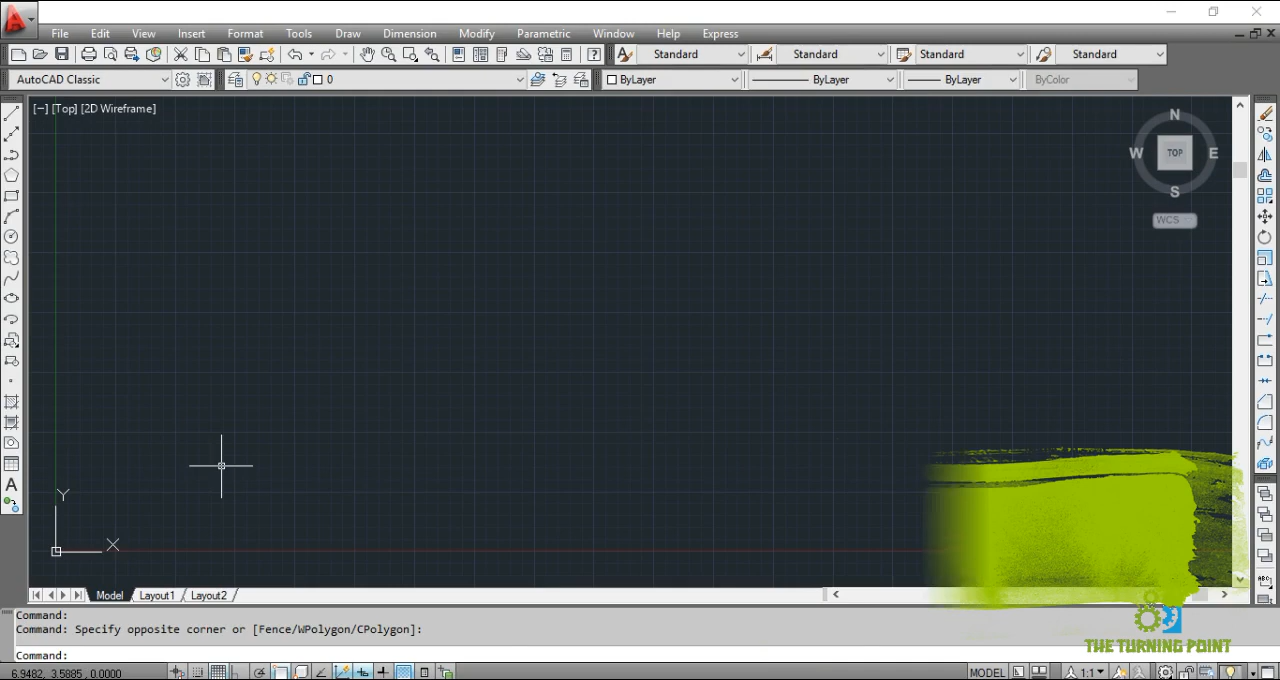 File Edit View Insert Format Tools Draw Dimension Modify Parametric Window Help Express
Standard Standard Standard Standard
AutoCAD Classic 0 ByLayer ByLayer ByLayer ByColor
[−] [Top] [2D Wireframe]
N
W TOP E
S
WCS
A
Y
X
ABC
Model Layout1 Layout2
Command:
Command: Specify opposite corner or [Fence/WPolygon/CPolygon]:
THE TURNING POINT
Command:
6.9482, 3.5885, 0.0000 MODEL 1:1